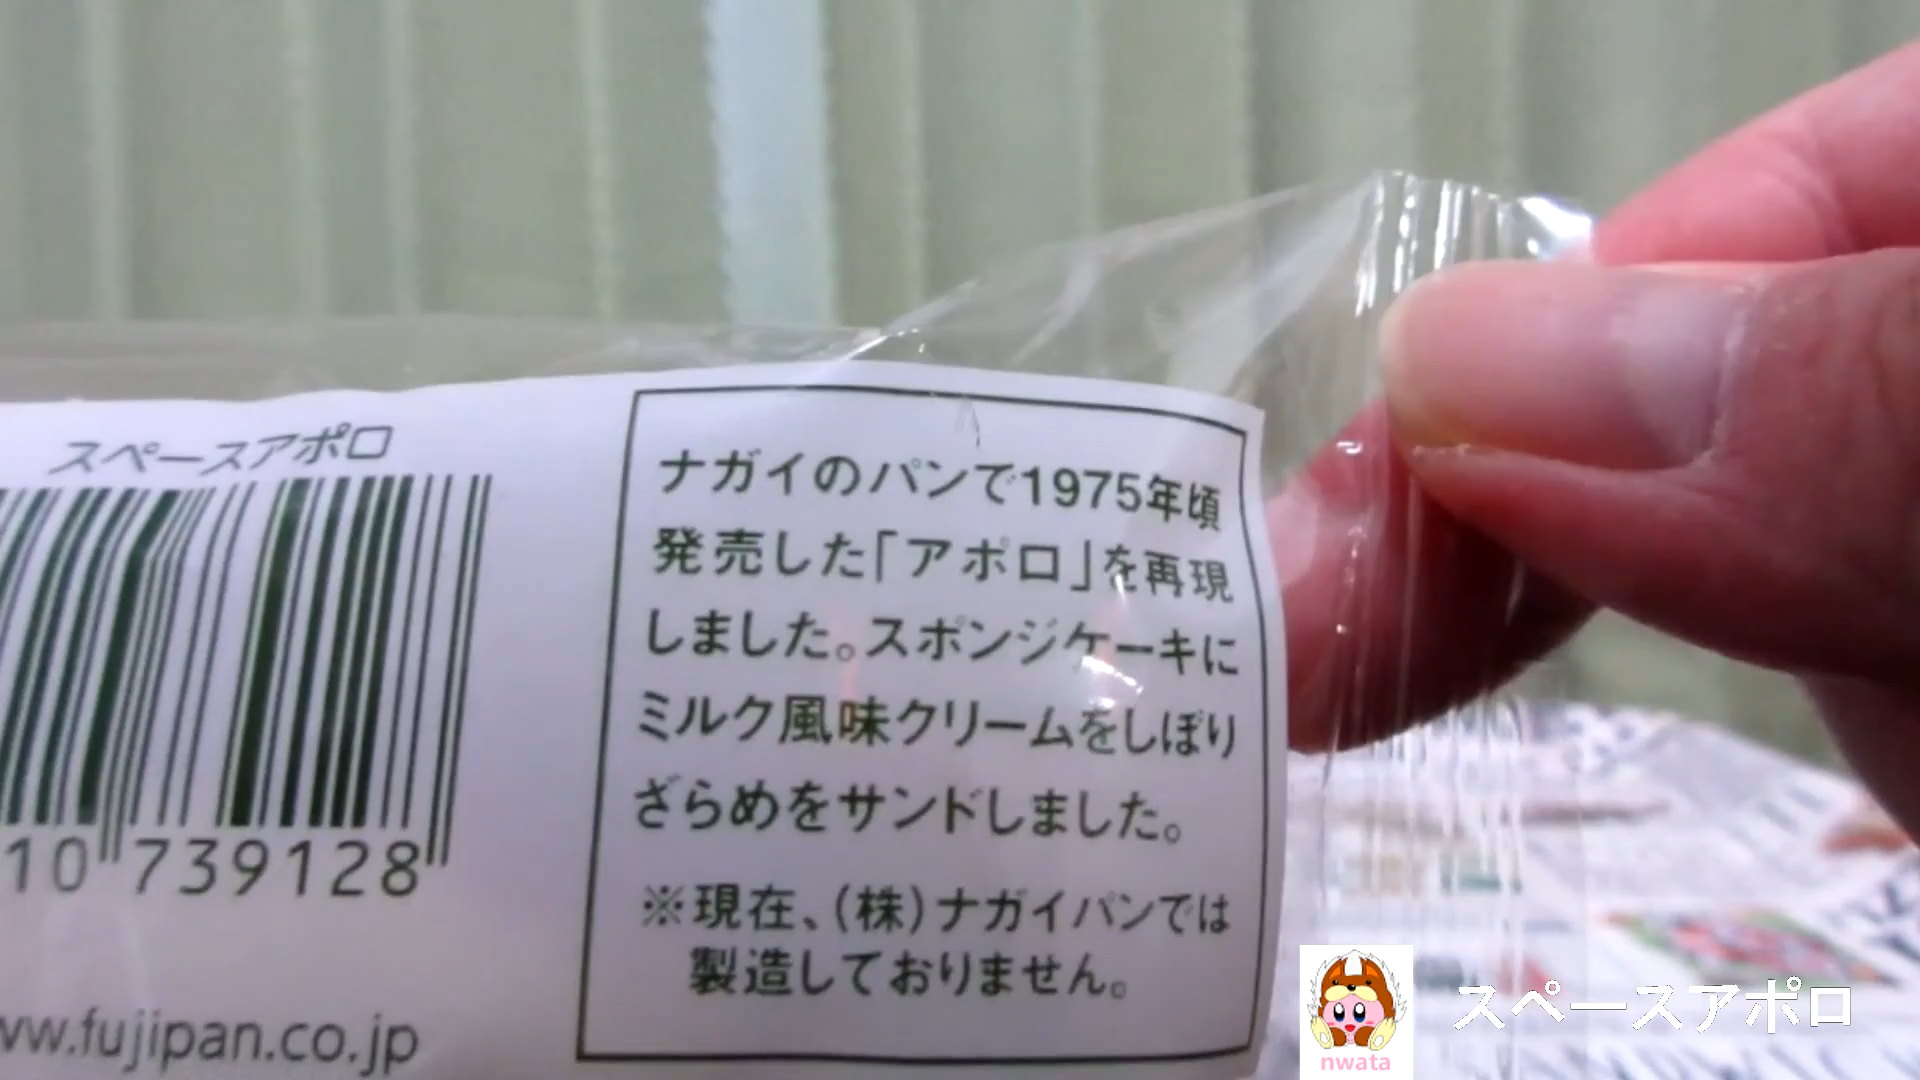 スペースアポロ
10 739128
ww.fujipan.co.jp
ナガイのパンで1975年頃
発売した「アポロ」を再現
しました。スポンジケーキに
ミルク風味クリームをしぼり
ざらめをサンドしました。
※現在、(株)ナガイパンでは
製造しておりません。
nwata
スペースアポロ